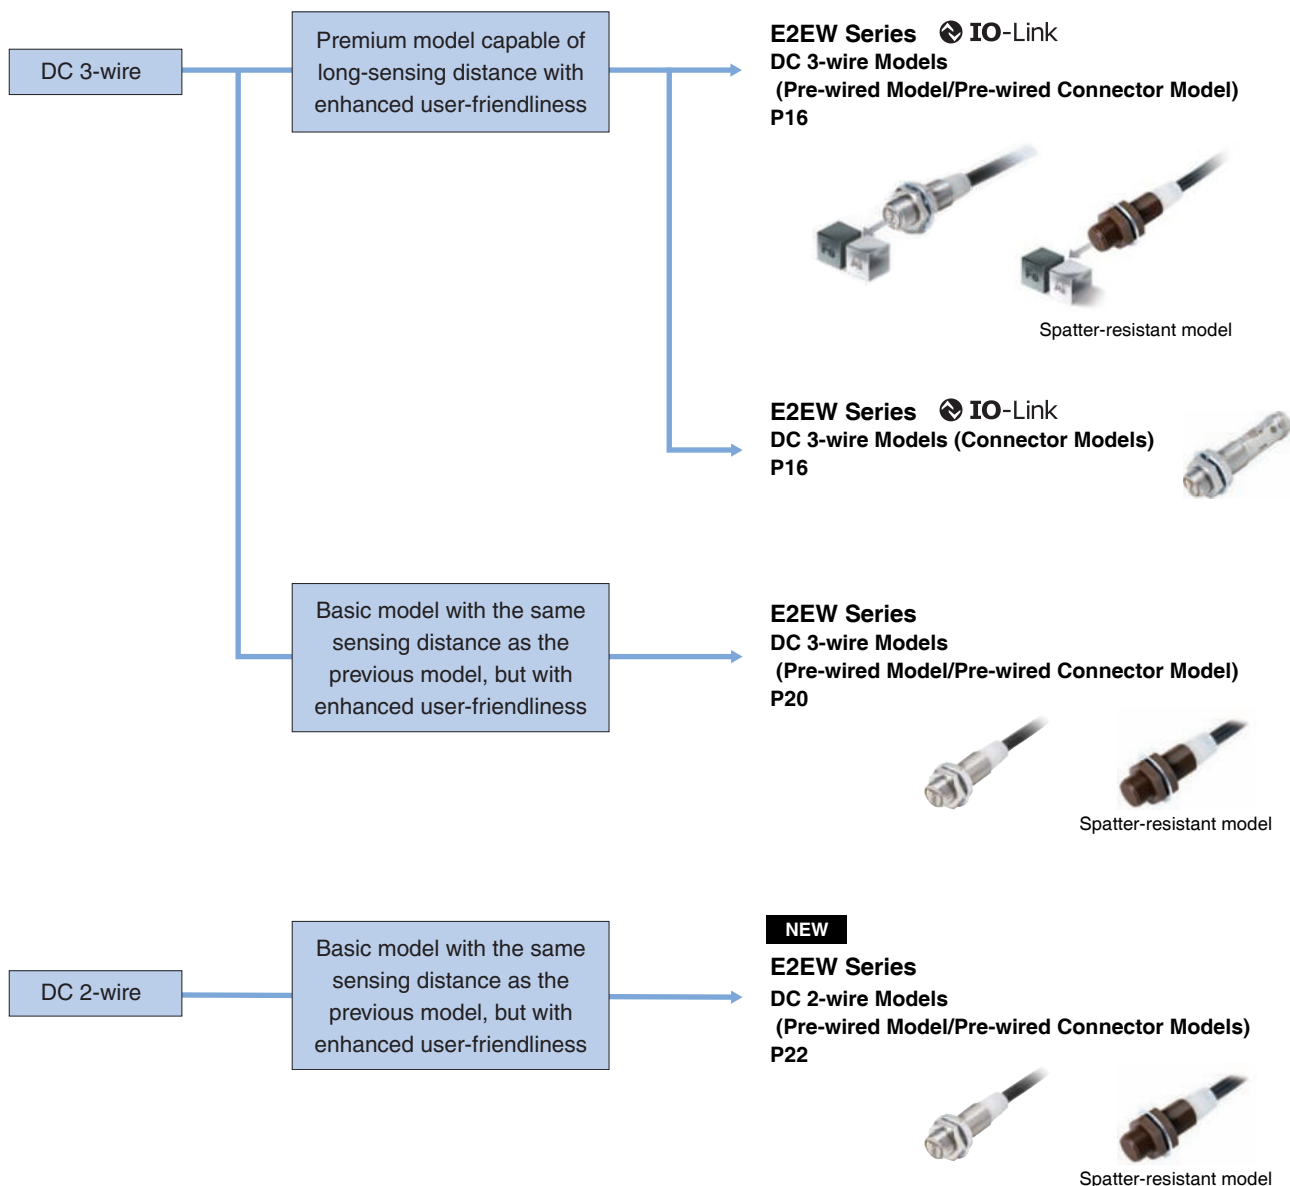 DC 3-wire
Premium model capable of
long-sensing distance with
enhanced user-friendliness
E2EW Series IO-Link
DC 3-wire Models
(Pre-wired Model/Pre-wired Connector Model)
P16
Spatter-resistant model
E2EW Series IO-Link
DC 3-wire Models (Connector Models)
P16
Basic model with the same
sensing distance as the
previous model, but with
enhanced user-friendliness
E2EW Series
DC 3-wire Models
(Pre-wired Model/Pre-wired Connector Model)
P20
Spatter-resistant model
DC 2-wire
Basic model with the same
sensing distance as the
previous model, but with
enhanced user-friendliness
NEW
E2EW Series
DC 2-wire Models
(Pre-wired Model/Pre-wired Connector Models)
P22
Spatter-resistant model